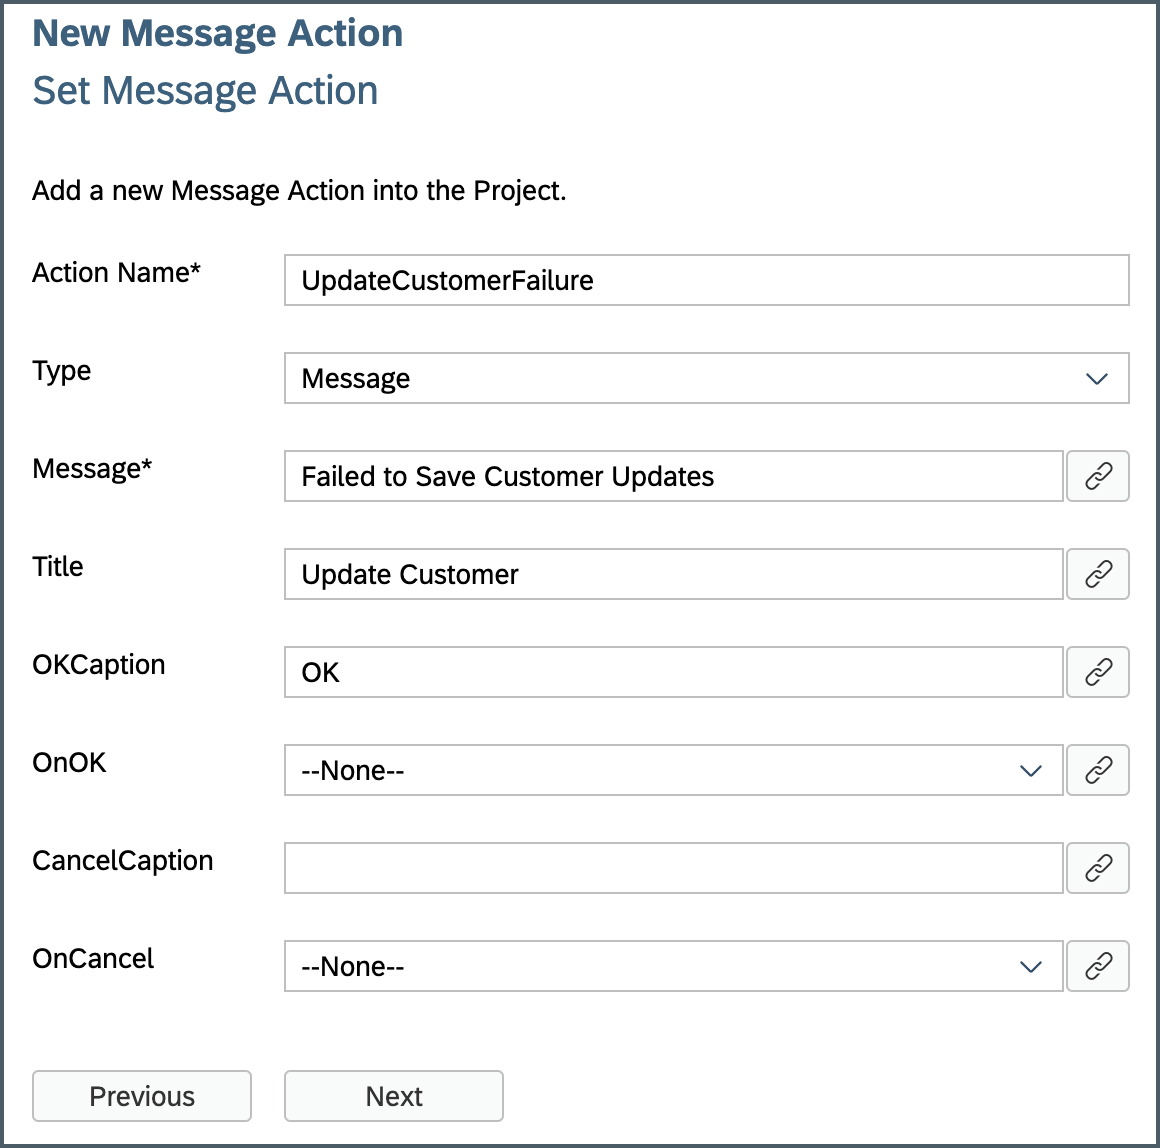 New Message Action
Set Message Action
Add a new Message Action into the Project.
Action Name* UpdateCustomerFailure
Type Message
Message* Failed to Save Customer Updates
Title Update Customer
OKCaption OK
OnOK --None--
CancelCaption
OnCancel --None--
Previous Next